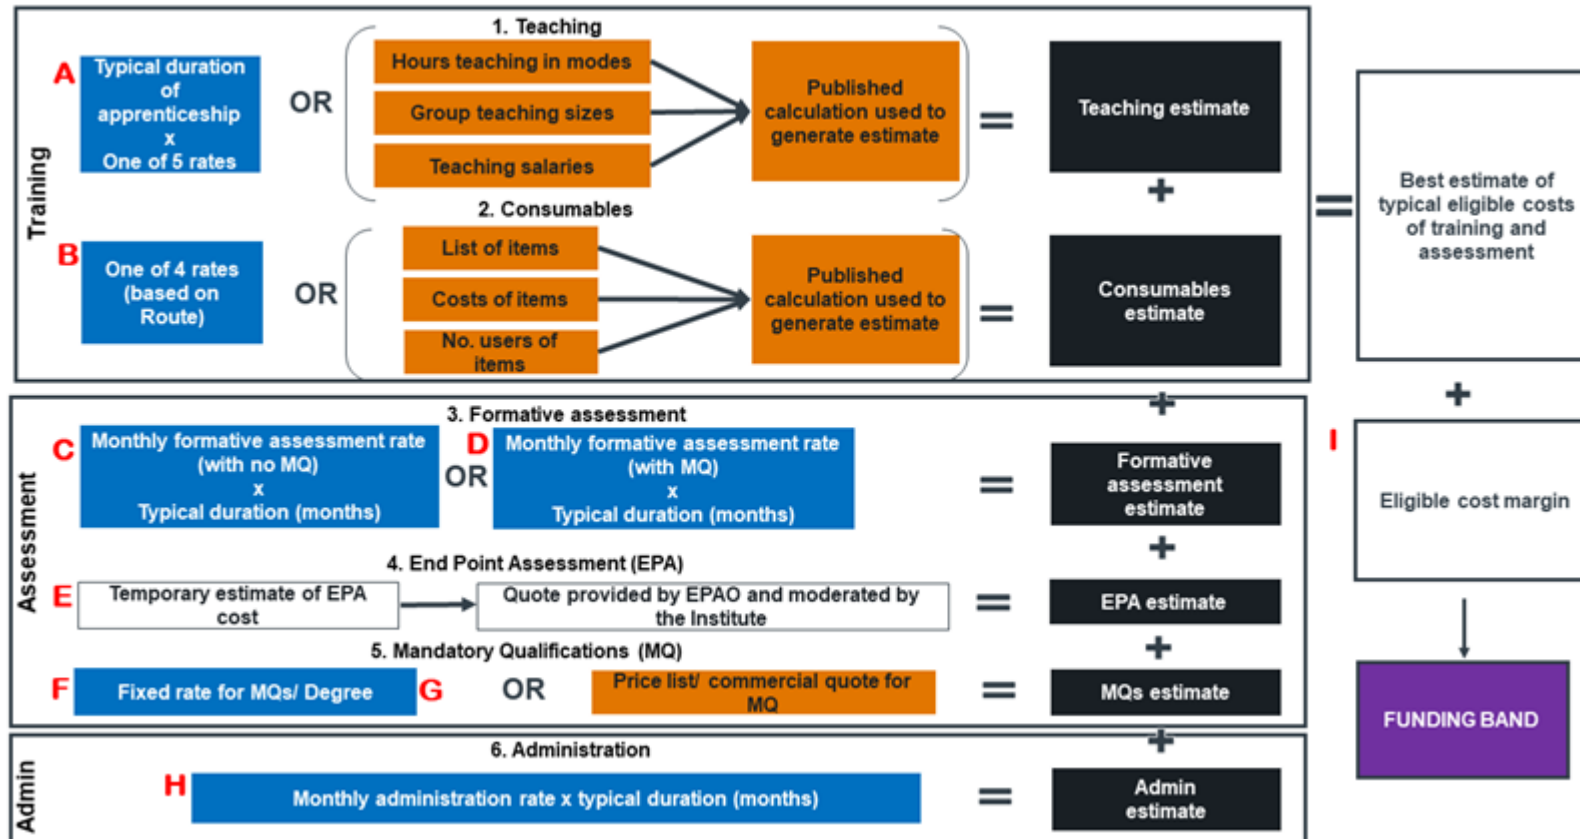 Training
1. Teaching
A
Typical duration
of
apprenticeship
x
One of 5 rates
OR
Hours teaching in modes
Group teaching sizes
Teaching salaries
Published
calculation used to
generate estimate
=
Teaching estimate
+
2. Consumables
B
One of 4 rates
(based on
Route)
OR
List of items
Costs of items
No. users of
items
Published
calculation used to
generate estimate
=
Consumables
estimate
+
Assessment
3. Formative assessment
C
Monthly formative assessment rate
(with no MQ)
x
Typical duration (months)
OR
D
Monthly formative assessment rate
(with MQ)
x
Typical duration (months)
=
Formative
assessment
estimate
+
4. End Point Assessment (EPA)
E
Temporary estimate of EPA
cost
Quote provided by EPAO and moderated by
the Institute
=
EPA estimate
+
5. Mandatory Qualifications (MQ)
F
Fixed rate for MQs/ Degree
G
OR
Price list/ commercial quote for
MQ
=
MQs estimate
+
Admin
6. Administration
H
Monthly administration rate x typical duration (months)
=
Admin
estimate
=
Best estimate of
typical eligible costs
of training and
assessment
+
I
Eligible cost margin
FUNDING BAND